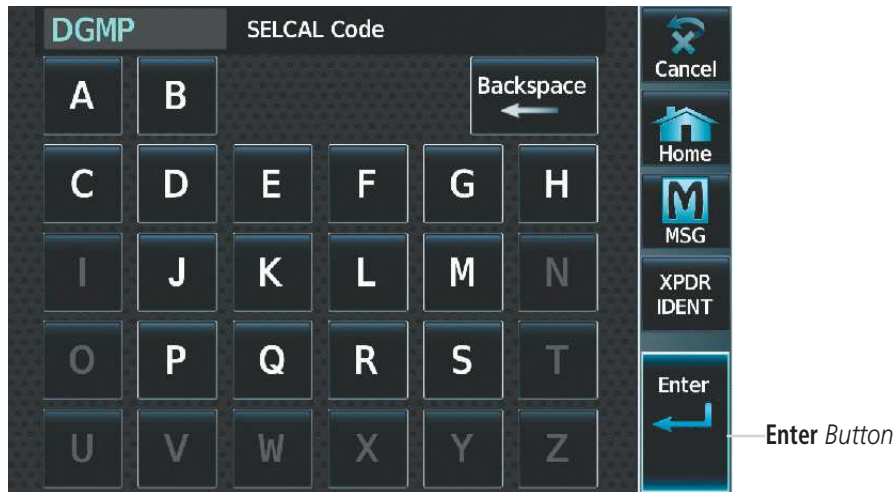 DGMP SELCAL Code
Cancel
A B Backspace
Home
C D E F G H
MSG
I J K L M N
XPDR
IDENT
O P Q R S T
Enter
Enter Button
U V W X Y Z